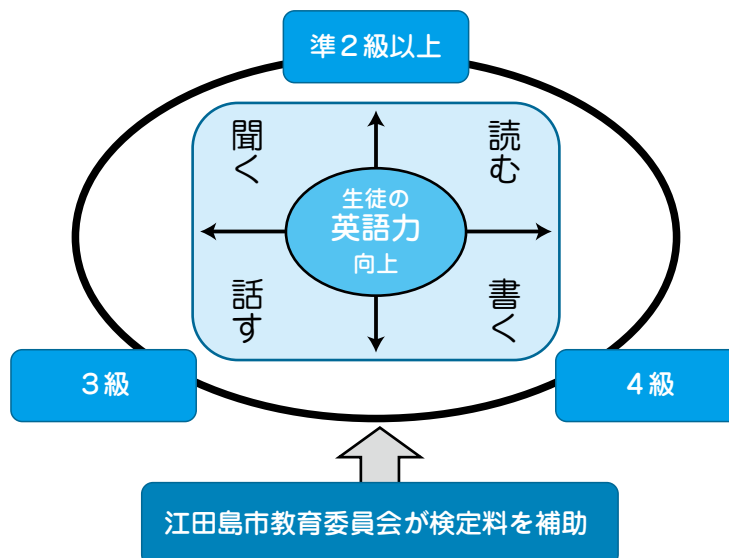 準２級以上
聞く
読む
生徒の
英語力
向上
話す
書く
３級
４級
江田島市教育委員会が検定料を補助